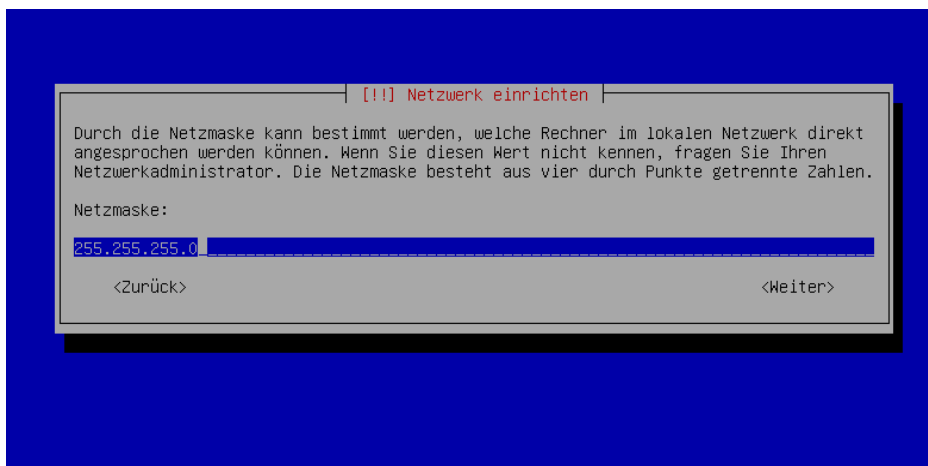 [!!] Netzwerk einrichten
Durch die Netzmaske kann bestimmt werden, welche Rechner im lokalen Netzwerk direkt
angesprochen werden können. Wenn Sie diesen Wert nicht kennen, fragen Sie Ihren
Netzwerkadministrator. Die Netzmaske besteht aus vier durch Punkte getrennte Zahlen.
Netzmaske:
255.255.255.0
<Zurück> <Weiter>